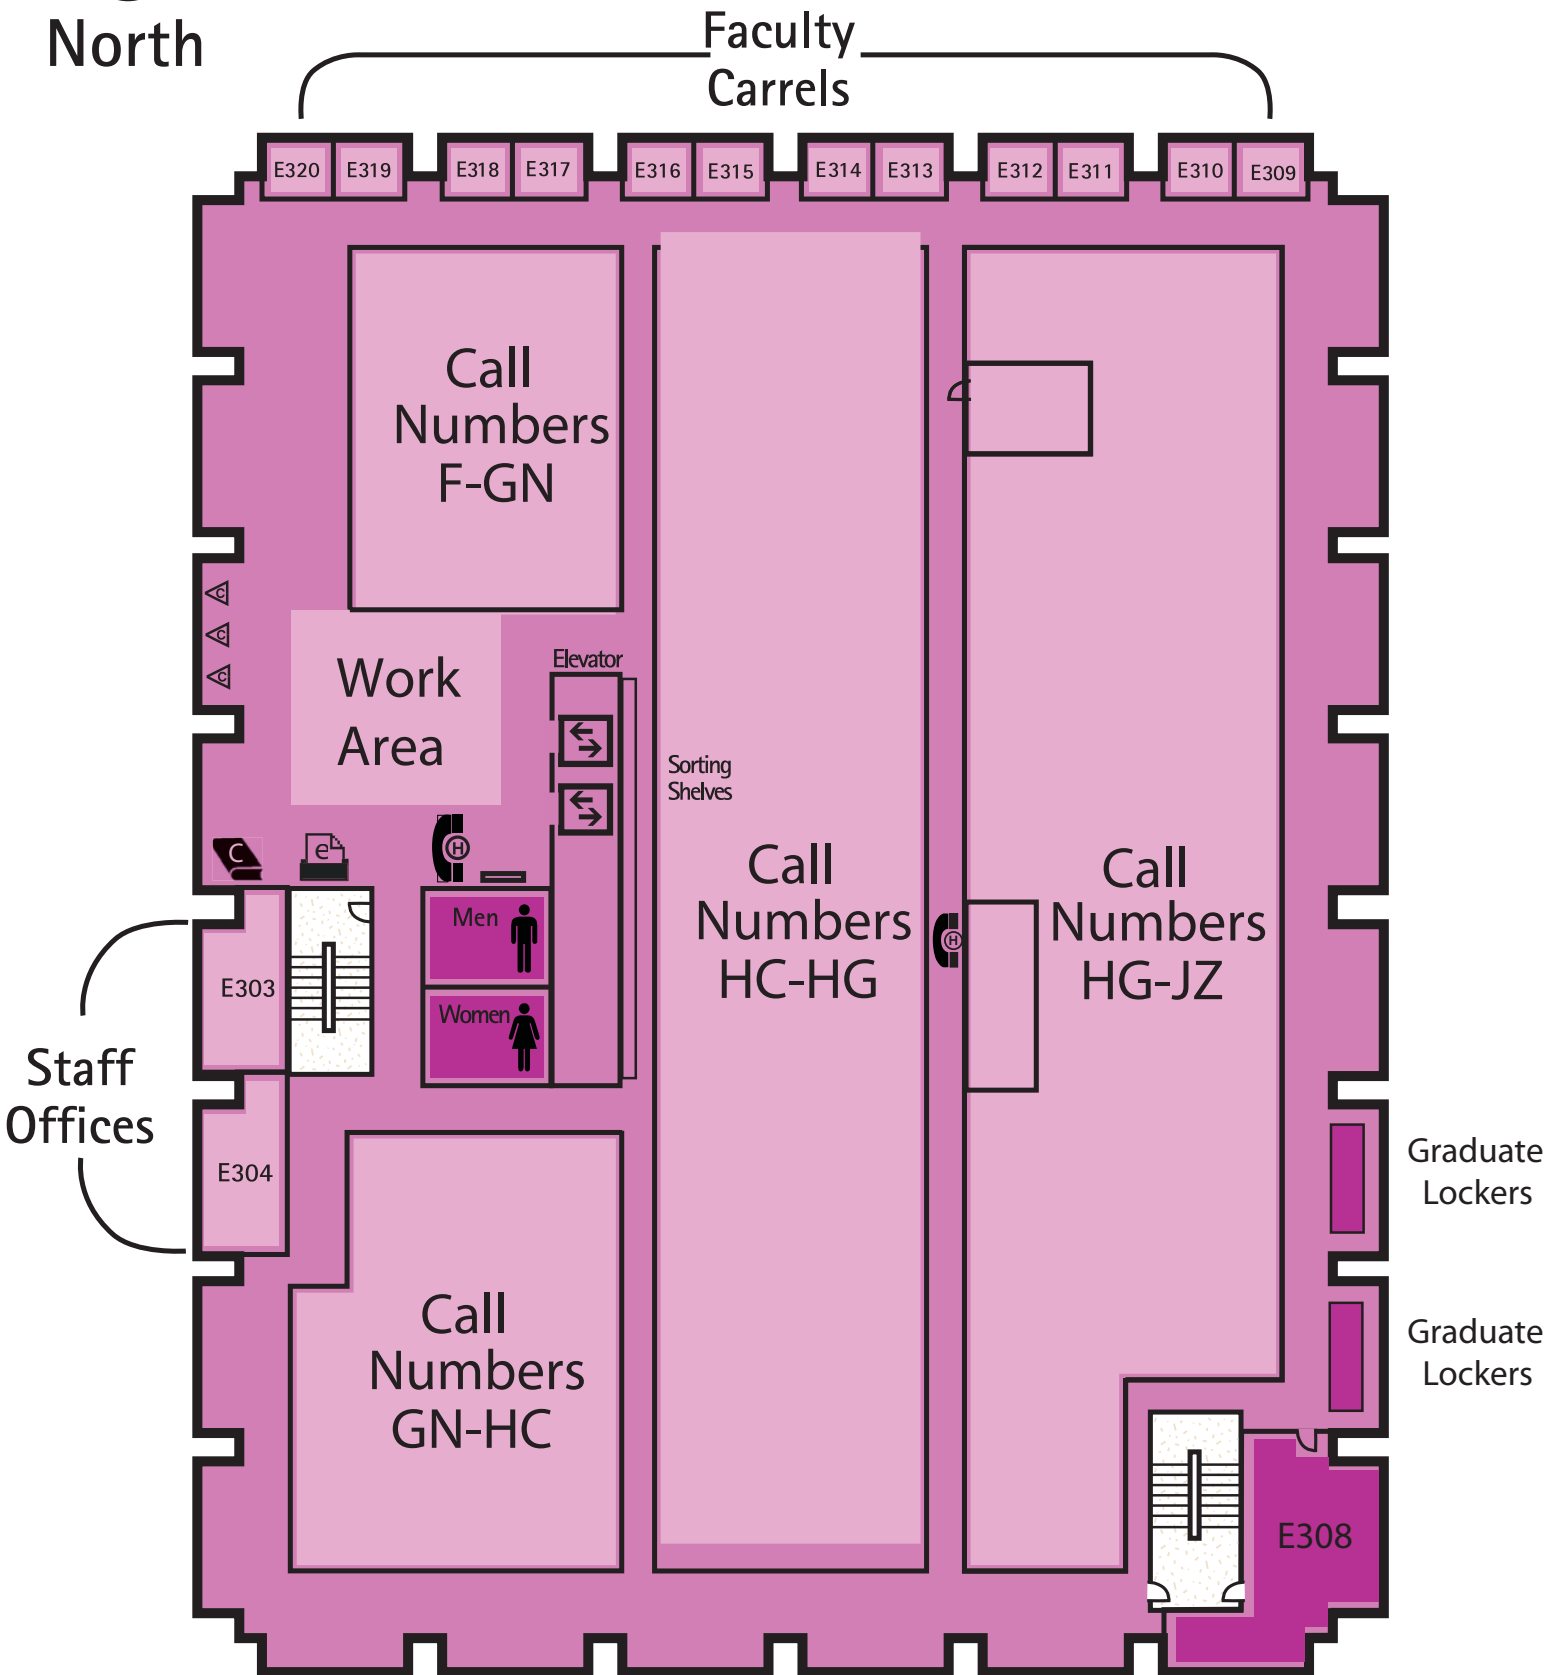 North
Faculty
Carrels
E320
E319
E318
E317
E316
E315
E314
E313
E312
E311
E310
E309
Call
Numbers
F-GN
C
C
C
Work
Area
Elevator
Sorting
Shelves
C
e
H
Men
Women
Call
Numbers
HC-HG
H
Call
Numbers
HG-JZ
E303
Staff
Offices
E304
Graduate
Lockers
Graduate
Lockers
Call
Numbers
GN-HC
E308